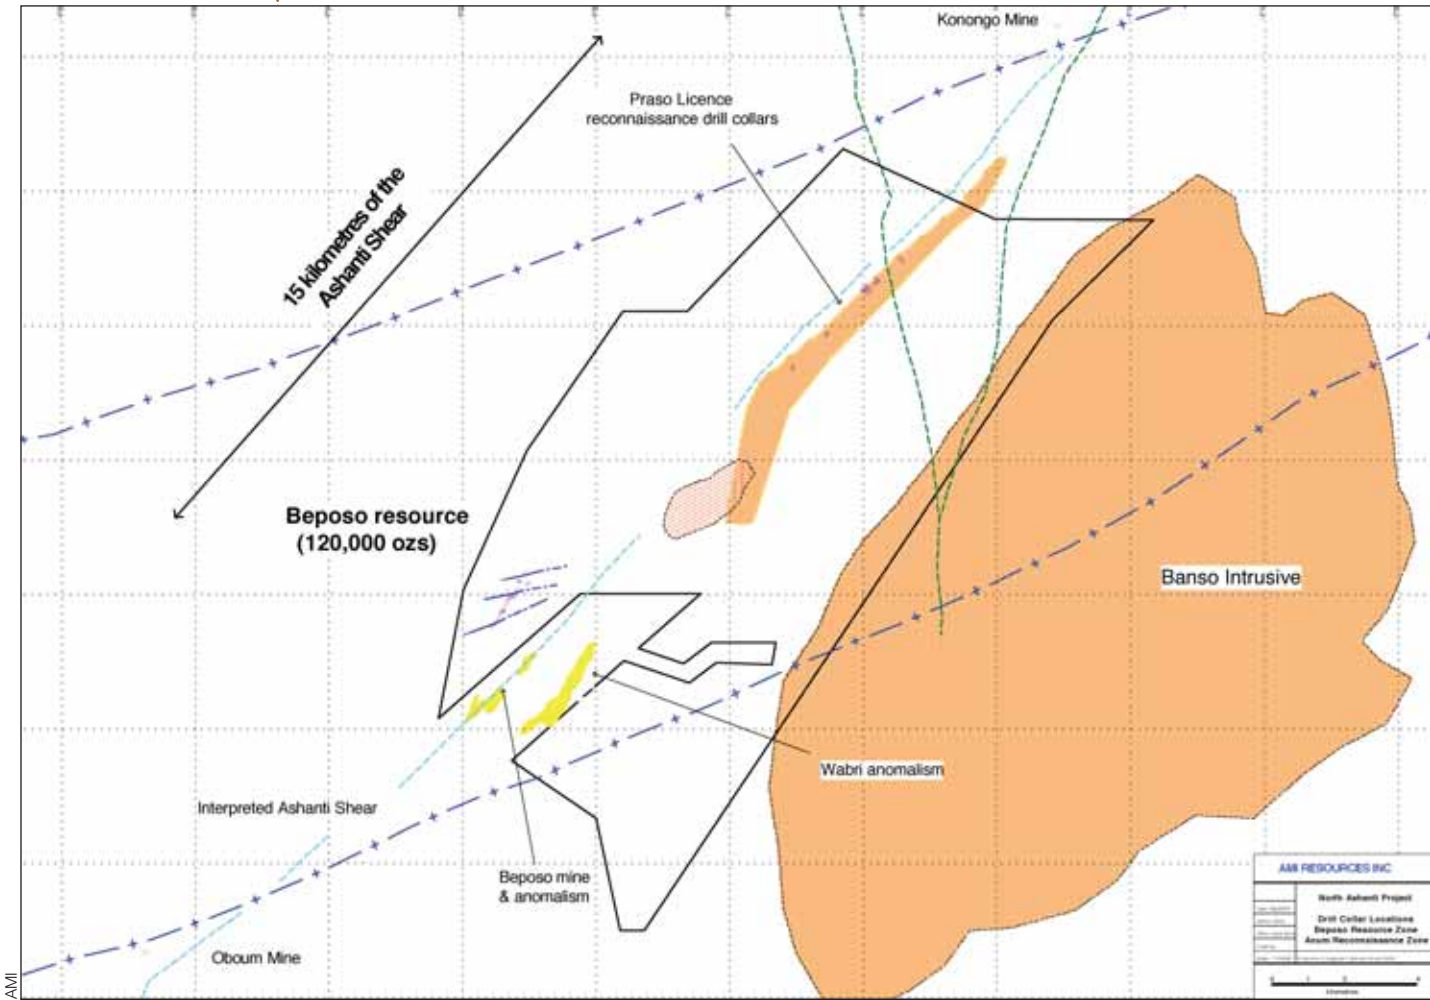 Konongo Mine
Praso Licence
reconnaissance drill collars
15 kilometres of the
Ashanti Shear
Beposo resource
(120,000 ozs)
Banso Intrusive
Wabri anomalism
Interpreted Ashanti Shear
Beposo mine
& anomalism
Oboum Mine
AMI RESOURCES INC
North Ashanti Project
Drill Collar Locations
Beposo Resource Zone
Anum Reconnaissance Zone
kilometres
AMI